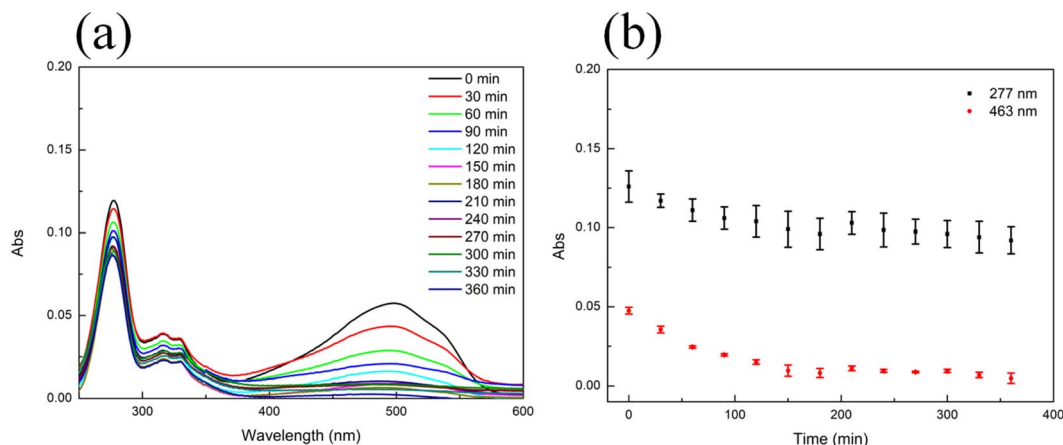 (a)
0.20
0.15
0.10
0.05
0.00
Abs
300
400
500
600
Wavelength (nm)
0 min
30 min
60 min
90 min
120 min
150 min
180 min
210 min
240 min
270 min
300 min
330 min
360 min
(b)
0.20
0.15
0.10
0.05
0.00
Abs
0
100
200
300
400
Time (min)
277 nm
463 nm